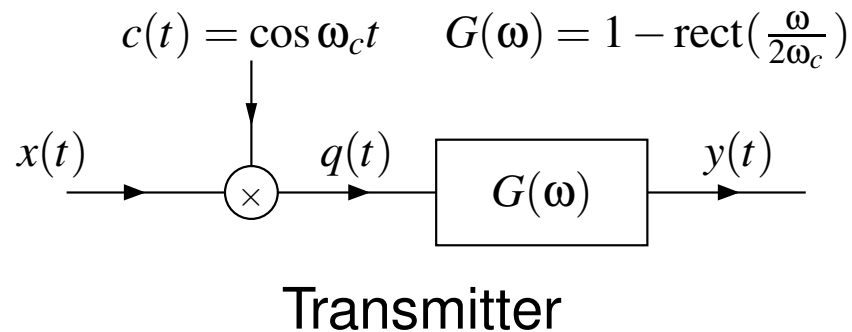 c(t) = cos ω_c t    G(ω) = 1 − rect(ω/2ω_c)
x(t)    q(t)    y(t)
×    G(ω)
Transmitter